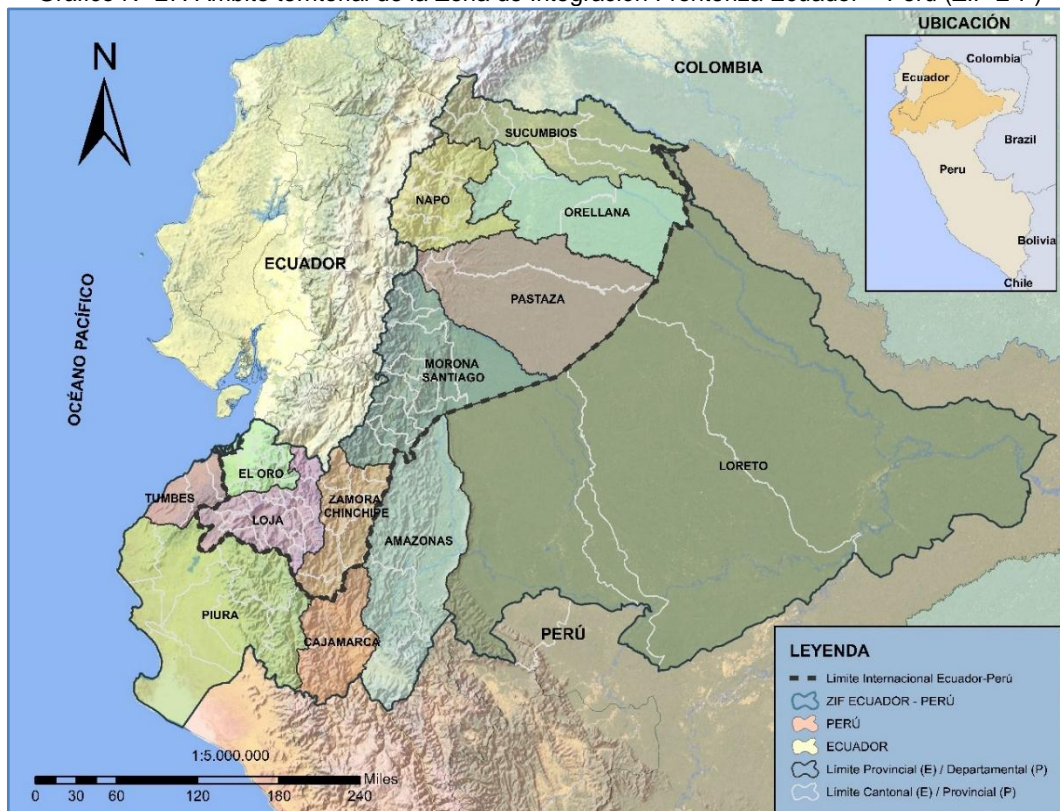 Gráfico N° 27: Ámbito territorial de la Zona de Integración Fronteriza Ecuador – Perú (ZIF E-P)
UBICACIÓN
Colombia
Ecuador
Brazil
Peru
Bolivia
Chile
N
COLOMBIA
SUCUMBIOS
NAPO
ORELLANA
ECUADOR
PASTAZA
OCÉANO PACÍFICO
MORONA
SANTIAGO
LORETO
EL ORO
TUMBES
LOJA
ZAMORA
CHINCHIPE
AMAZONAS
PIURA
CAJAMARCA
PERÚ
LEYENDA
Límite Internacional Ecuador-Perú
ZIF ECUADOR - PERÚ
PERÚ
ECUADOR
Límite Provincial (E) / Departamental (P)
Límite Cantonal (E) / Provincial (P)
1:5.000.000
Miles
0 30 60 120 180 240